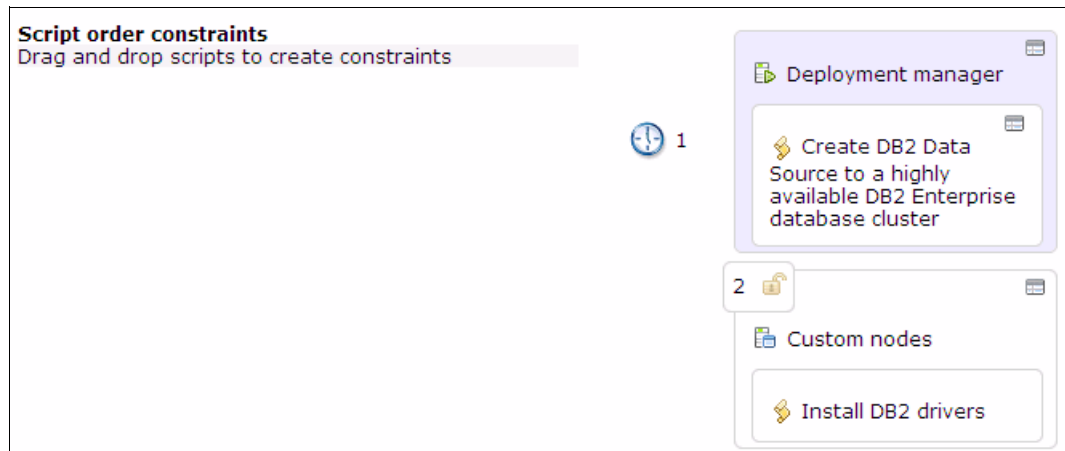 Script order constraints
Drag and drop scripts to create constraints
1
Deployment manager
Create DB2 Data
Source to a highly
available DB2 Enterprise
database cluster
2
Custom nodes
Install DB2 drivers